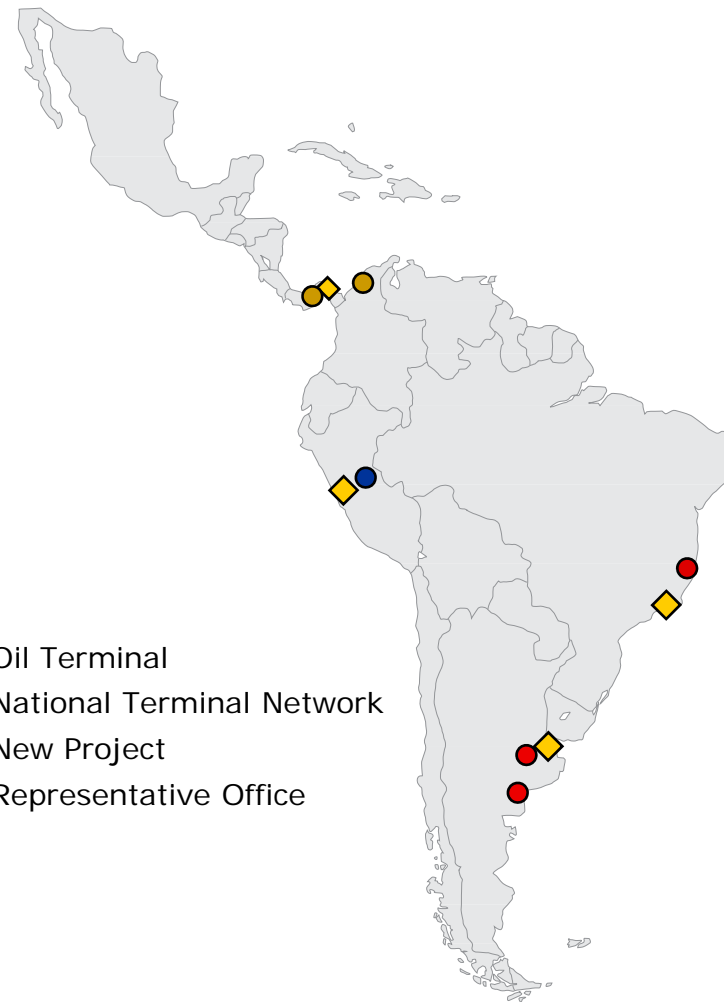 Oil Terminal
National Terminal Network
New Project
Representative Office